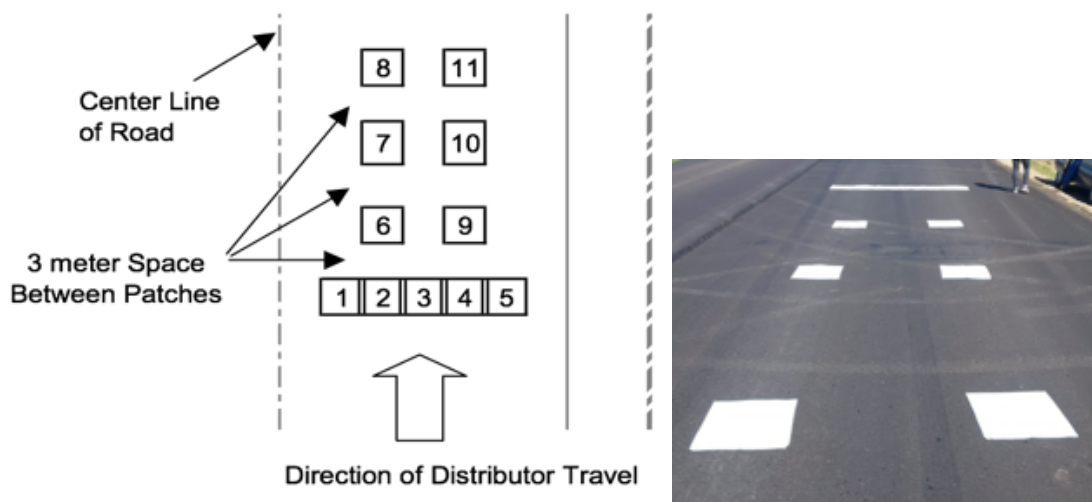 8 11
Center Line
of Road
7 10
6 9
3 meter Space
Between Patches
1 2 3 4 5
Direction of Distributor Travel